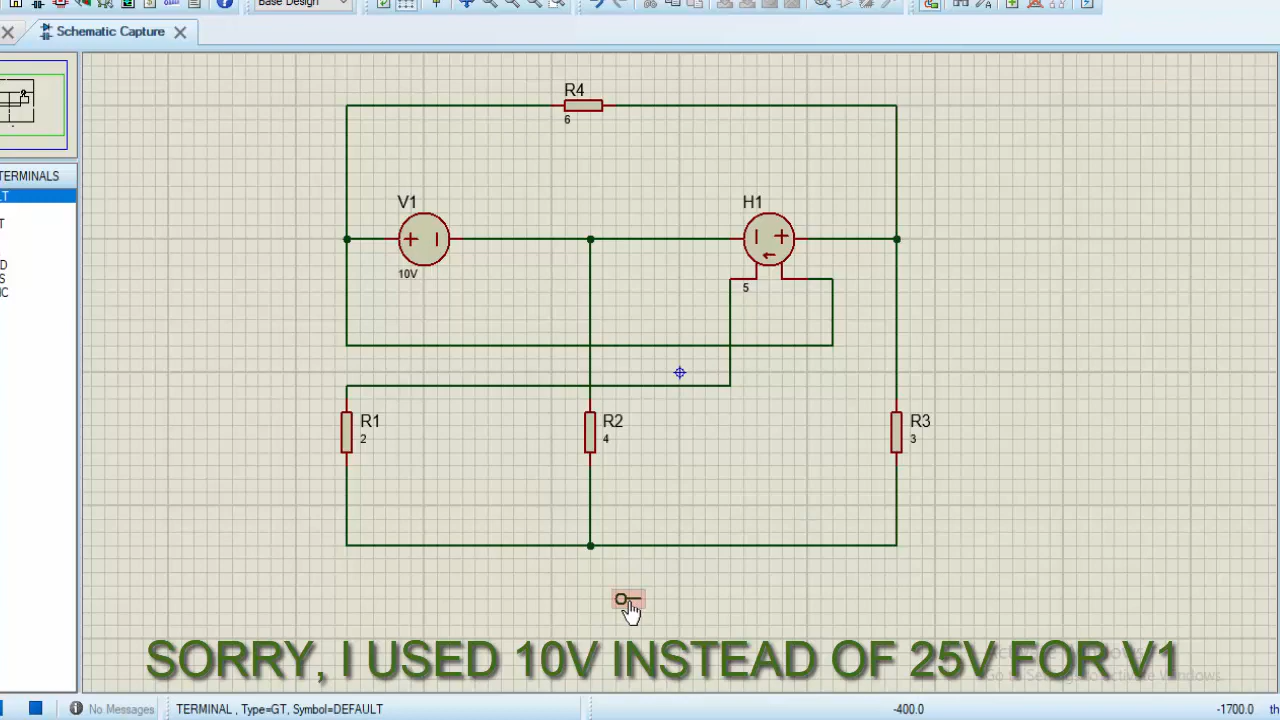 Base Design
Schematic Capture
TERMINALS
R4
6
V1
10V
H1
5
R1
2
R2
4
R3
3
SORRY, I USED 10V INSTEAD OF 25V FOR V1
No Messages
TERMINAL , Type=GT, Symbol=DEFAULT
-400.0
-1700.0
th